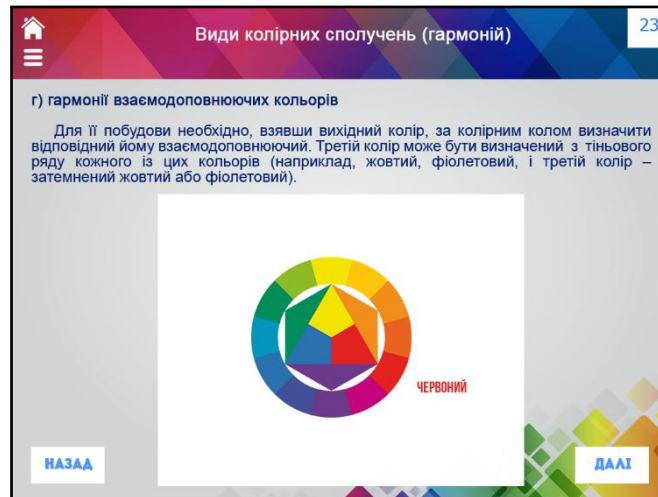 Види колірних сполучень (гармоній)
23
г) гармонії взаємодоповнюючих кольорів
Для її побудови необхідно, взявши вихідний колір, за колірним колом визначити
відповідний йому взаємодоповнюючий. Третій колір може бути визначений з тіньового
ряду кожного із цих кольорів (наприклад, жовтий, фіолетовий, і третій колір –
затемнений жовтий або фіолетовий).
ЧЕРВОНИЙ
НАЗАД
ДАЛІ